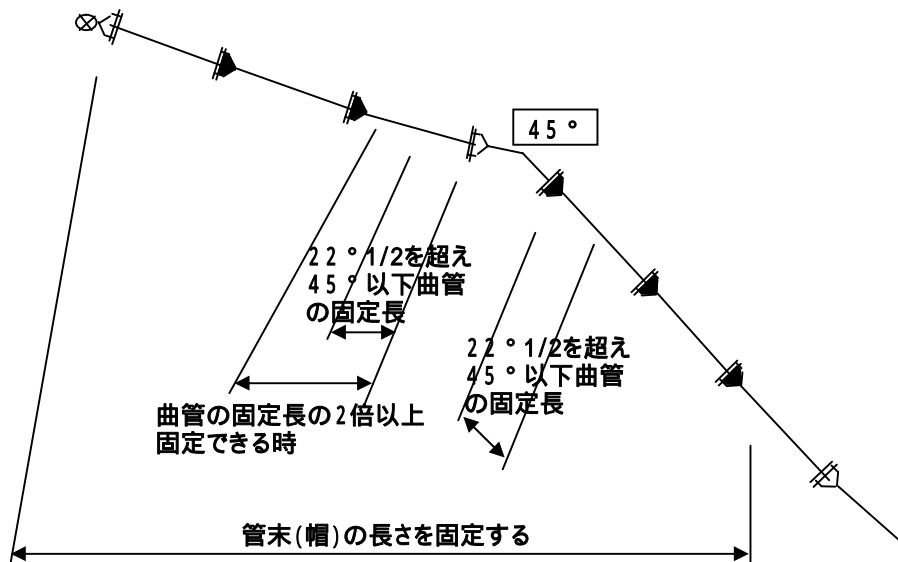 45°
22°1/2を超え
45°以下曲管
の固定長
22°1/2を超え
45°以下曲管
の固定長
曲管の固定長の2倍以上
固定できる時
管末(帽)の長さを固定する